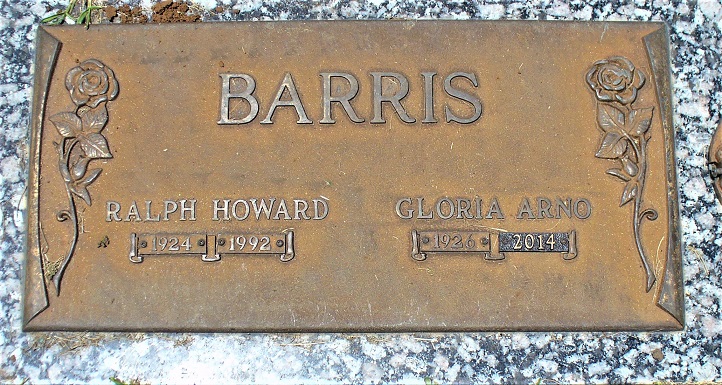 BARRIS
RALPH HOWARD GLORIA ARNO
1924 1992 1926 2014